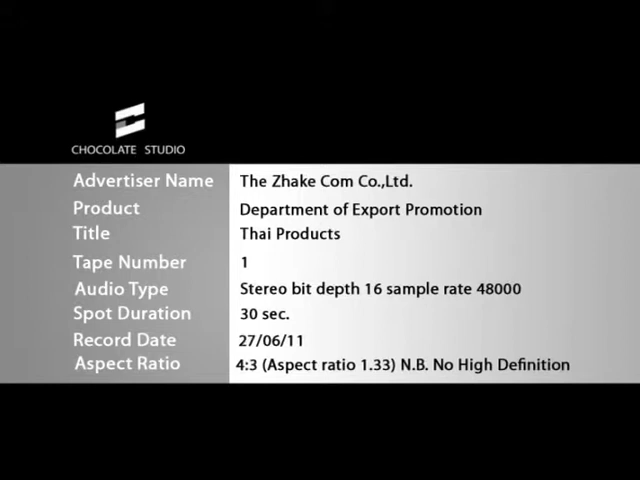 CHOCOLATE STUDIO
Advertiser Name The Zhake Com Co.,Ltd.
Product Department of Export Promotion
Title Thai Products
Tape Number 1
Audio Type Stereo bit depth 16 sample rate 48000
Spot Duration 30 sec.
Record Date 27/06/11
Aspect Ratio 4:3 (Aspect ratio 1.33) N.B. No High Definition